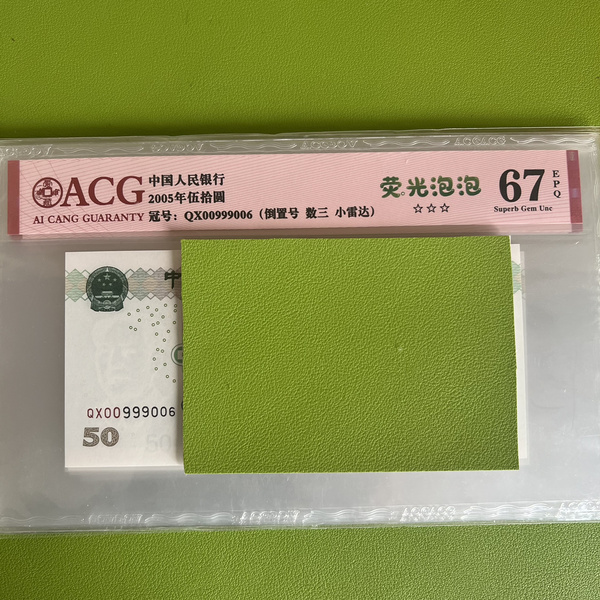 ACG
AI CANG GUARANTY
中国人民银行
2005年伍拾圆
冠号: QX00999006 (倒置号 数三 小雷达)
荧光泡泡
☆☆☆
67
EPQ
Superb Gem Unc
中
QX00999006
50